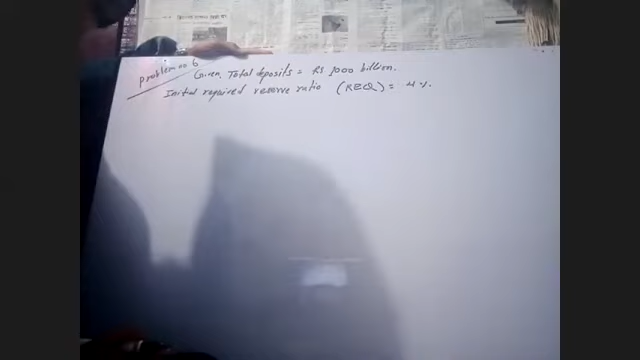 problem no 6
Given, Total deposits = Rs 1000 billion.
Initial required reserve ratio (REQ) = 4%.